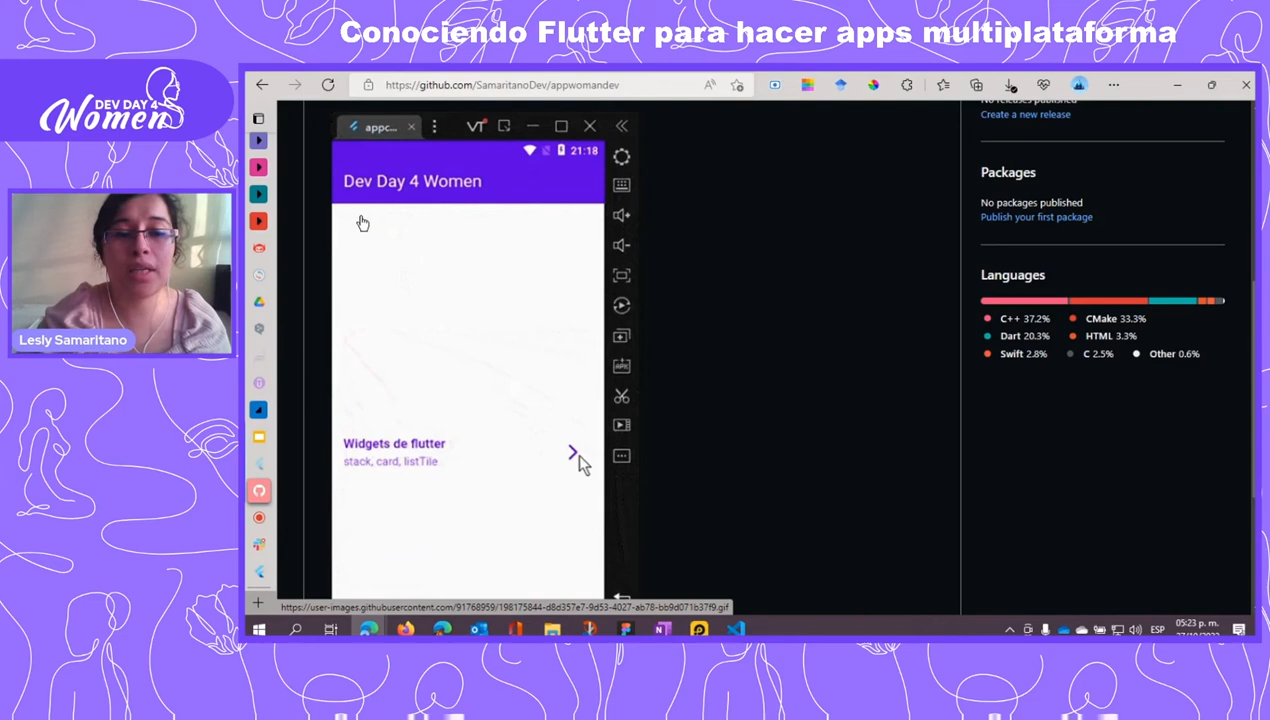 Conociendo Flutter para hacer apps multiplataforma
DEV DAY 4
Women
Lesly Samaritano
https://github.com/SamaritanoDev/appwomandev
appc...
21:18
Dev Day 4 Women
Widgets de flutter
stack, card, listTile
No releases published
Create a new release
Packages
No packages published
Publish your first package
Languages
C++ 37.2%
CMake 33.3%
Dart 20.3%
HTML 3.3%
Swift 2.8%
C 2.5%
Other 0.6%
https://user-images.githubusercontent.com/91768959/198175844-d8d357e7-9d53-4027-ab78-bb9d071b37f9.gif
ESP
05:23 p. m.